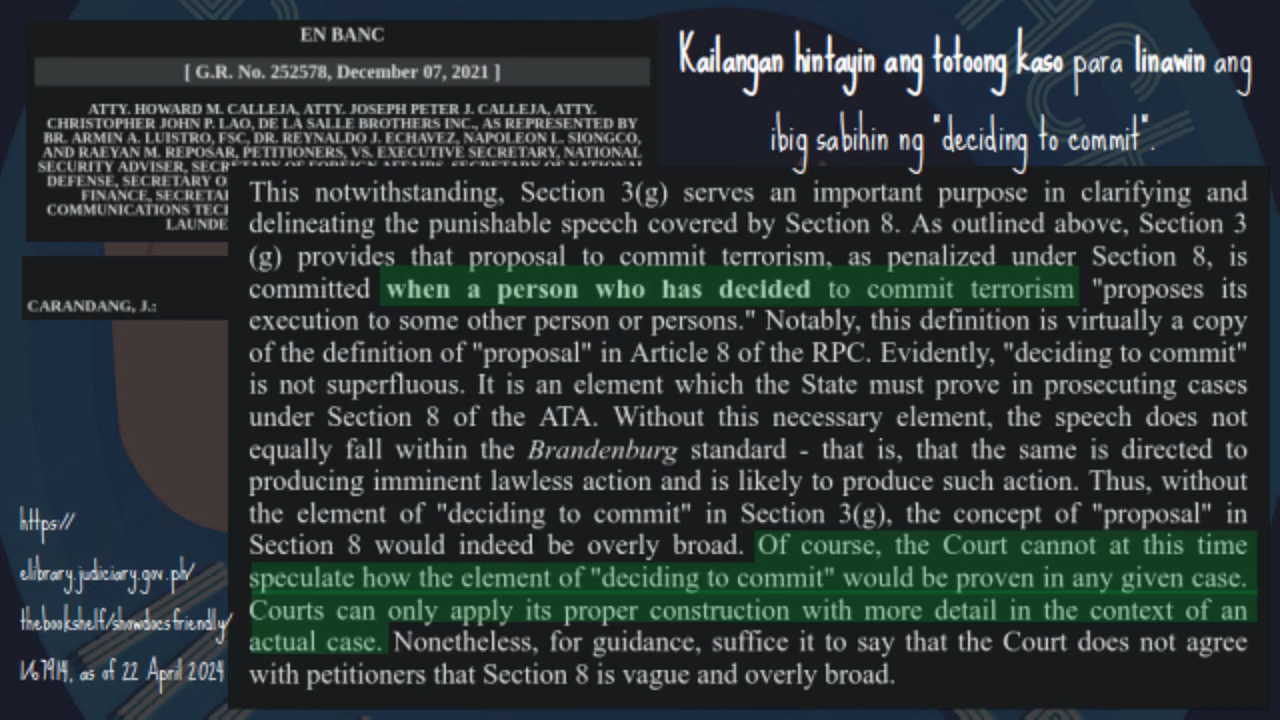 EN BANC
[ G.R. No. 252578, December 07, 2021 ]
ATTY. HOWARD M. CALLEJA, ATTY. JOSEPH PETER J. CALLEJA, ATTY.
CHRISTOPHER JOHN P. LAO, DE LA SALLE BROTHERS INC., AS REPRESENTED BY
BR. ARMIN A. LUISTRO, FSC, DR. REYNALDO J. ECHAVEZ, NAPOLEON L. SIONGCO,
AND RAEYAN M. REPOSAR, PETITIONERS, VS. EXECUTIVE SECRETARY, NATIONAL
SECURITY ADVISER,
DEFENSE, SECRETARY
FINANCE,
COMMUNICATIONS
CARANDANG, J.:
Kailangan hintayin ang totoong kaso para linawin ang
ibig sabihin ng "deciding to commit".
This notwithstanding, Section 3(g) serves an important purpose in clarifying and
delineating the punishable speech covered by Section 8. As outlined above, Section 3
(g) provides that proposal to commit terrorism, as penalized under Section 8, is
committed when a person who has decided to commit terrorism "proposes its
execution to some other person or persons." Notably, this definition is virtually a copy
of the definition of "proposal" in Article 8 of the RPC. Evidently, "deciding to commit"
is not superfluous. It is an element which the State must prove in prosecuting cases
under Section 8 of the ATA. Without this necessary element, the speech does not
equally fall within the Brandenburg standard - that is, that the same is directed to
producing imminent lawless action and is likely to produce such action. Thus, without
the element of "deciding to commit" in Section 3(g), the concept of "proposal" in
Section 8 would indeed be overly broad. Of course, the Court cannot at this time
speculate how the element of "deciding to commit" would be proven in any given case.
Courts can only apply its proper construction with more detail in the context of an
actual case. Nonetheless, for guidance, suffice it to say that the Court does not agree
with petitioners that Section 8 is vague and overly broad.
https//
elibrary.judiciary.gov.ph/
thebookshelf/showdocsfriendly/
1/67914, as of 22 April 2024